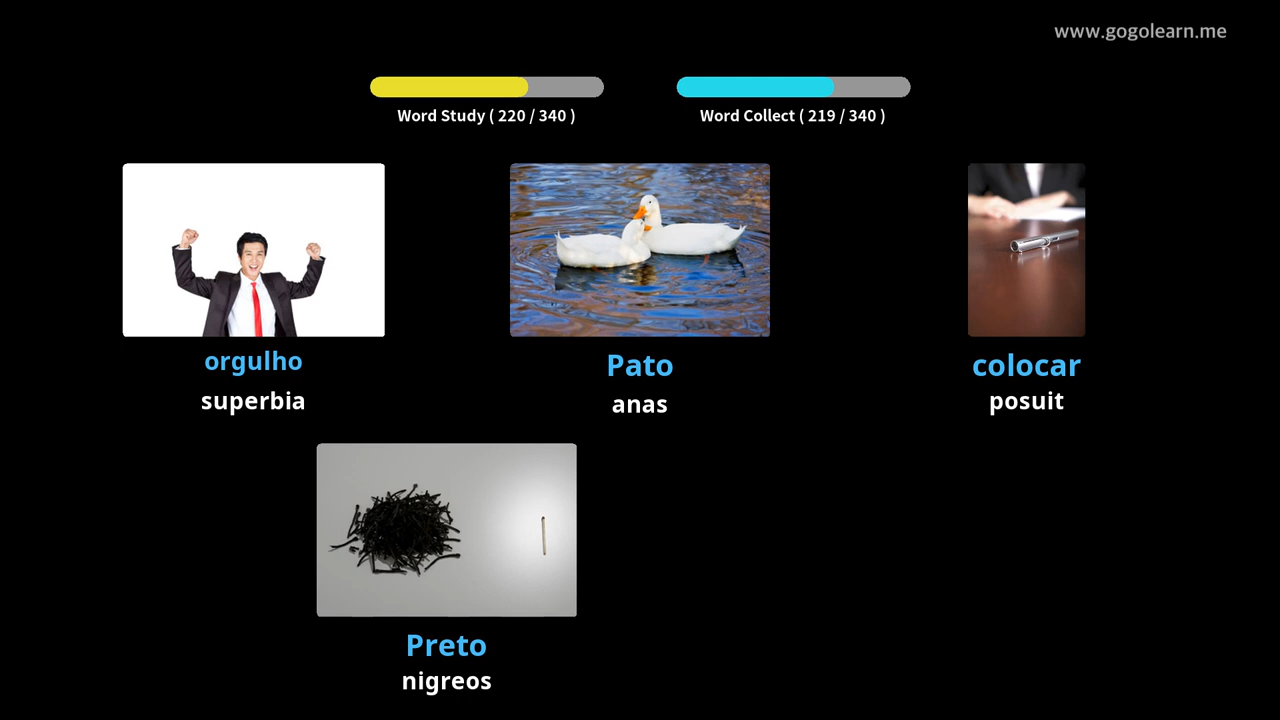 www.gogolearn.me
Word Study ( 220 / 340 )
Word Collect ( 219 / 340 )
orgulho
superbia
Pato
anas
colocar
posuit
Preto
nigreos